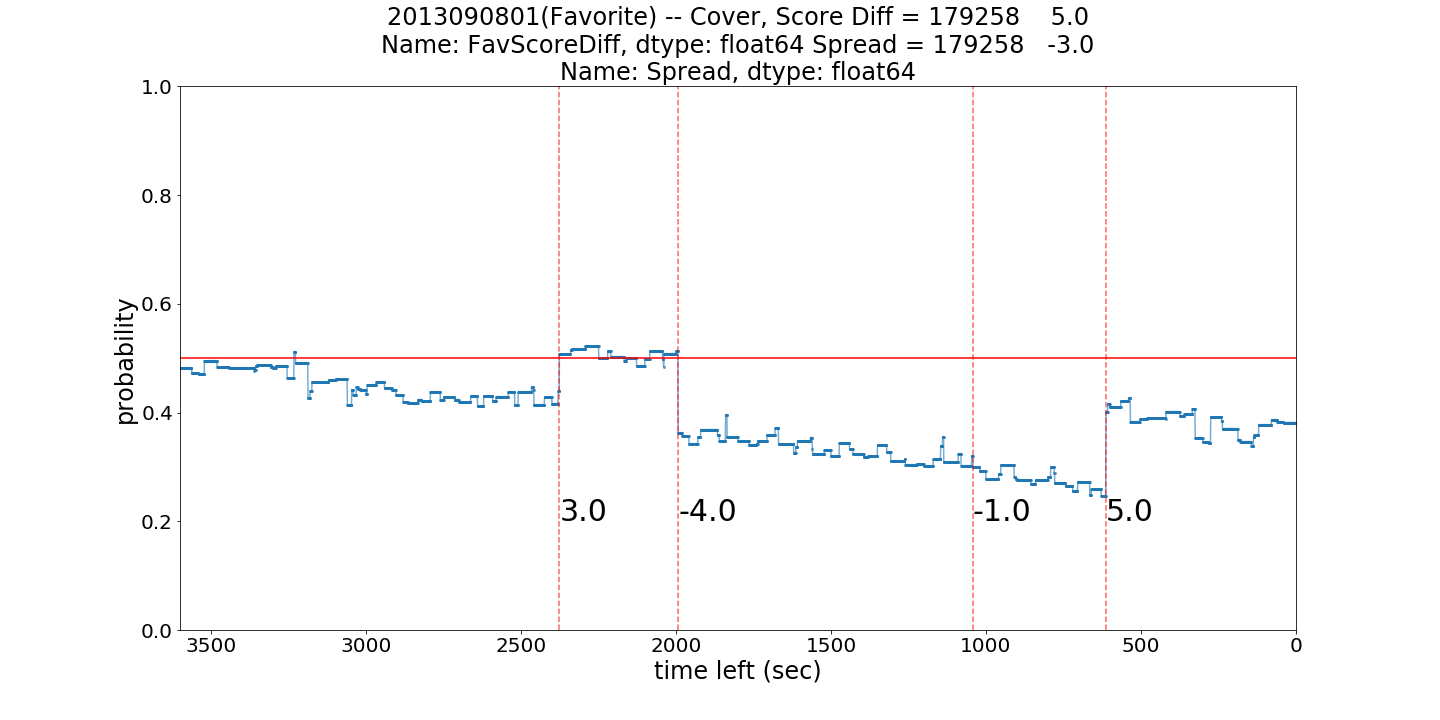 2013090801(Favorite) -- Cover, Score Diff = 179258    5.0
Name: FavScoreDiff, dtype: float64 Spread = 179258   -3.0
Name: Spread, dtype: float64
1.0
0.8
0.6
0.4
0.2
0.0
probability
3.0
-4.0
-1.0
5.0
3500 3000 2500 2000 1500 1000 500 0
time left (sec)